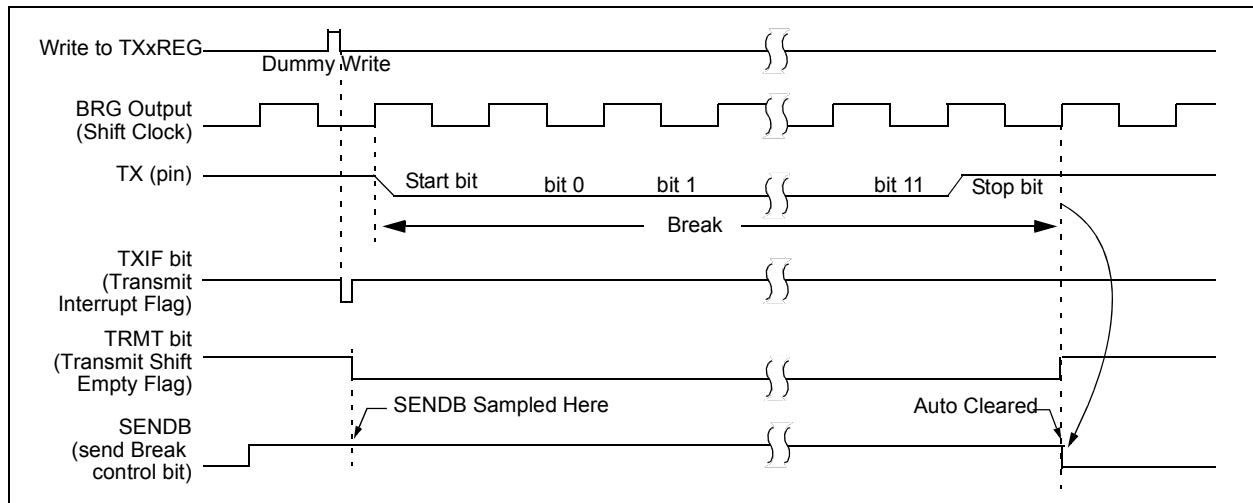 Write to TXxREG
Dummy Write
BRG Output
(Shift Clock)
TX (pin)
Start bit
bit 0
bit 1
bit 11
Stop bit
Break
TXIF bit
(Transmit
Interrupt Flag)
TRMT bit
(Transmit Shift
Empty Flag)
SENDB Sampled Here
Auto Cleared
SENDB
(send Break
control bit)